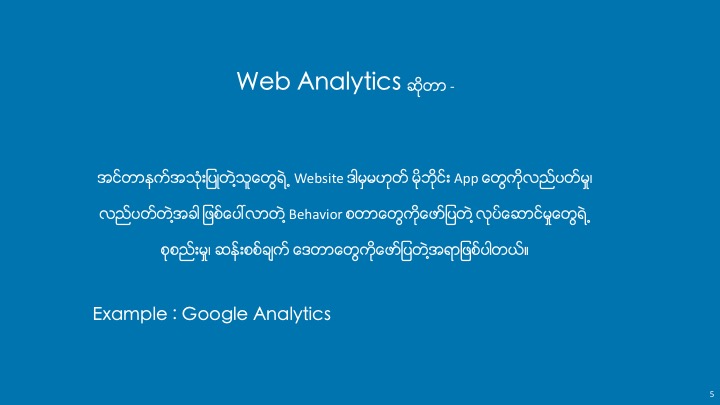 Web Analytics ဆိုတာ -
အင်တာနက်အသုံးပြုတဲ့သူတွေရဲ့ Website ဒါမှမဟုတ် မိုဘိုင်း App တွေကိုလည်ပတ်မှု၊
လည်ပတ်တဲ့အခါ ဖြစ်ပေါ်လာတဲ့ Behavior စတာတွေကိုဖော်ပြတဲ့ လုပ်ဆောင်မှုတွေရဲ့
စုစည်းမှု၊ ဆန်းစစ်ချက် ဒေတာတွေကိုဖော်ပြတဲ့အရာဖြစ်ပါတယ်။
Example : Google Analytics
5